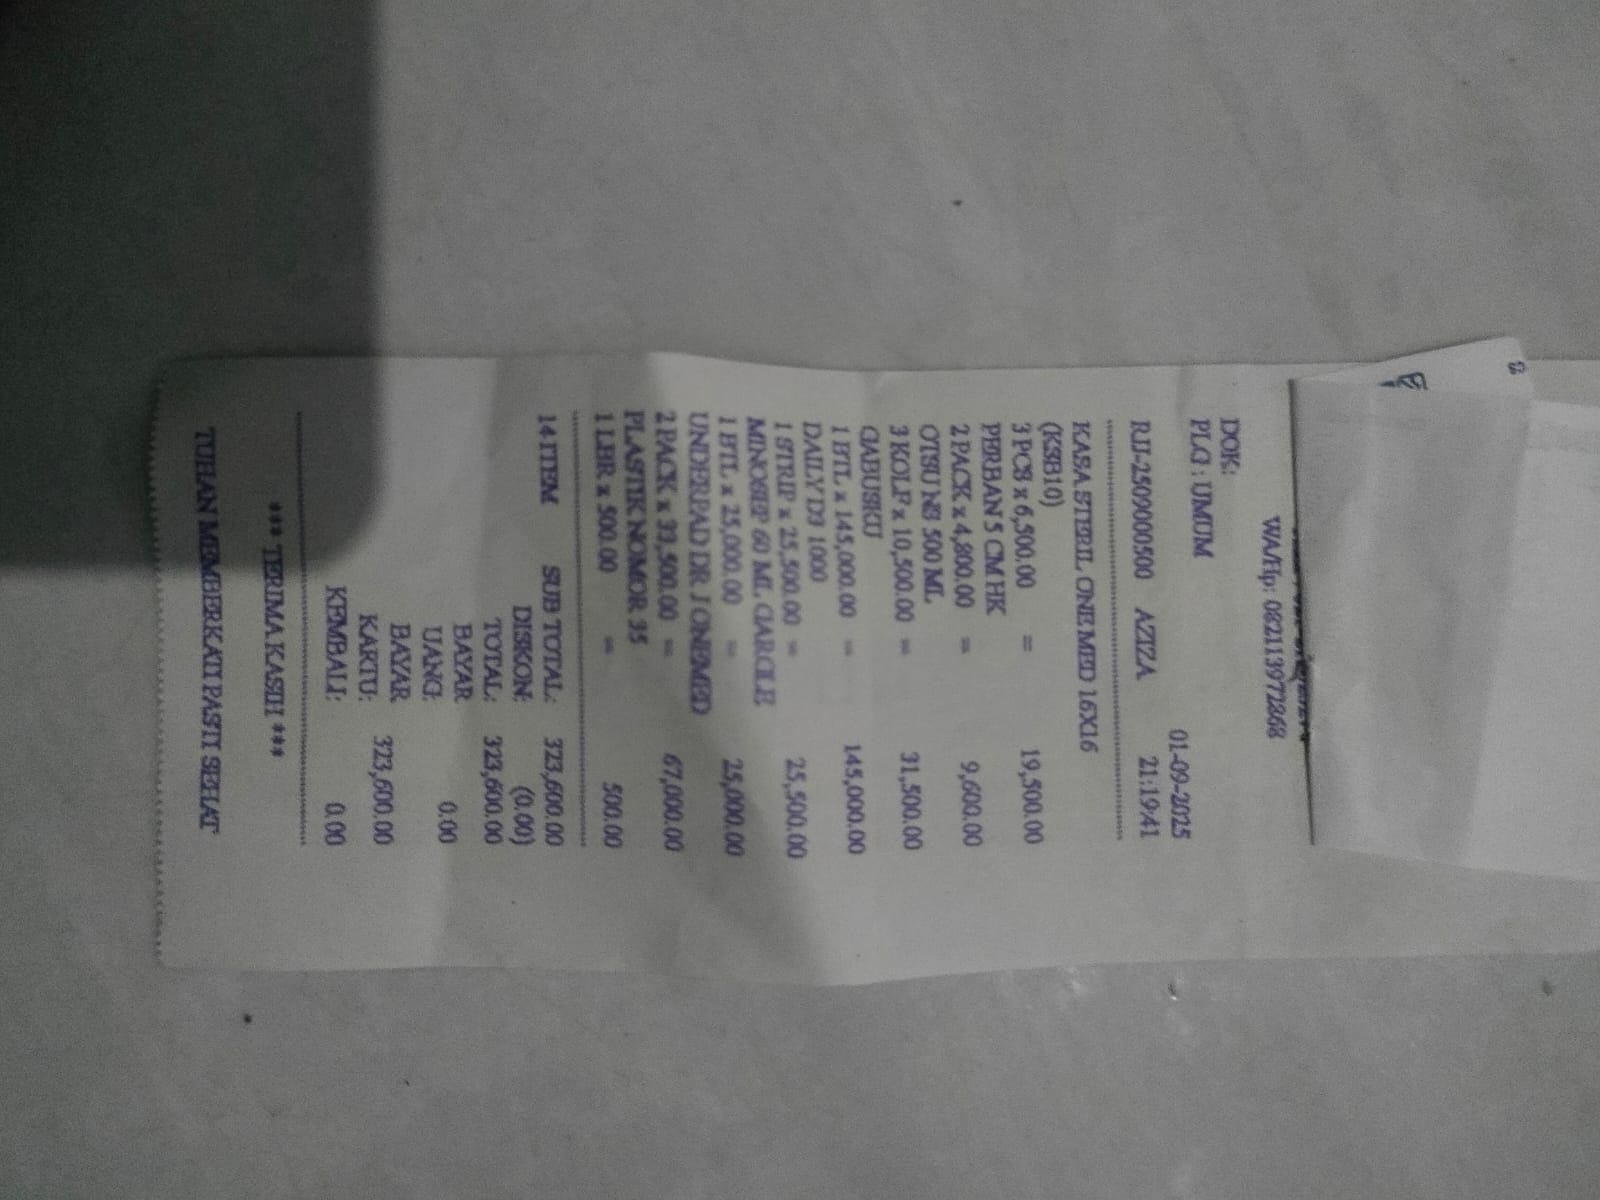 WA/Hp: 082113972868
DOK:
PLG : UMUM
01-09-2025
RJJ-2509000500 AZIZA 21:19:41
KASA STERIL ONEMED 16X16
(KSB10)
3 PCS x 6,500.00 = 19,500.00
PERBAN 5 CM HK
2 PACK x 4,800.00 = 9,600.00
OTSU NS 500 ML
3 KOLF x 10,500.00 = 31,500.00
GABUSKU
1 BTL x 145,000.00 = 145,000.00
DAILY D3 1000
1 STRIP x 25,500.00 = 25,500.00
MINOSEP 60 ML GARGLE
1 BTL x 25,000.00 = 25,000.00
UNDERPAD DR J ONEMED
2 PACK x 33,500.00 = 67,000.00
PLASTIK NOMOR 35
1 LBR x 500.00 = 500.00
14 ITEM SUB TOTAL: 323,600.00
DISKON: (0.00)
TOTAL: 323,600.00
BAYAR
UANG: 0.00
BAYAR
KARTU: 323,600.00
KEMBALI: 0.00
*** TERIMA KASIH ***
TUHAN MEMBERKATI PASTI SEHAT